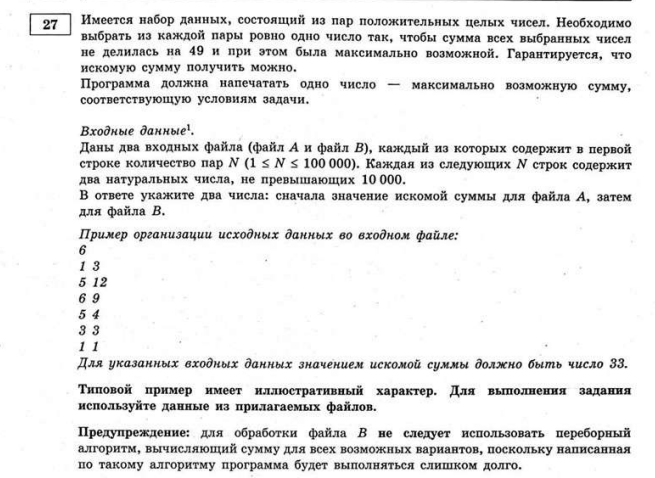 27
Имеется набор данных, состоящий из пар положительных целых чисел. Необходимо
выбрать из каждой пары ровно одно число так, чтобы сумма всех выбранных чисел
не делилась на 49 и при этом была максимально возможной. Гарантируется, что
искомую сумму получить можно.
Программа должна напечатать одно число — максимально возможную сумму,
соответствующую условиям задачи.
Входные данные¹.
Даны два входных файла (файл A и файл B), каждый из которых содержит в первой
строке количество пар N (1 ≤ N ≤ 100 000). Каждая из следующих N строк содержит
два натуральных числа, не превышающих 10 000.
В ответе укажите два числа: сначала значение искомой суммы для файла A, затем
для файла B.
Пример организации исходных данных во входном файле:
6
1 3
5 12
6 9
5 4
3 3
1 1
Для указанных входных данных значением искомой суммы должно быть число 33.
Типовой пример имеет иллюстративный характер. Для выполнения задания
используйте данные из прилагаемых файлов.
Предупреждение: для обработки файла B не следует использовать переборный
алгоритм, вычисляющий сумму для всех возможных вариантов, поскольку написанная
по такому алгоритму программа будет выполняться слишком долго.